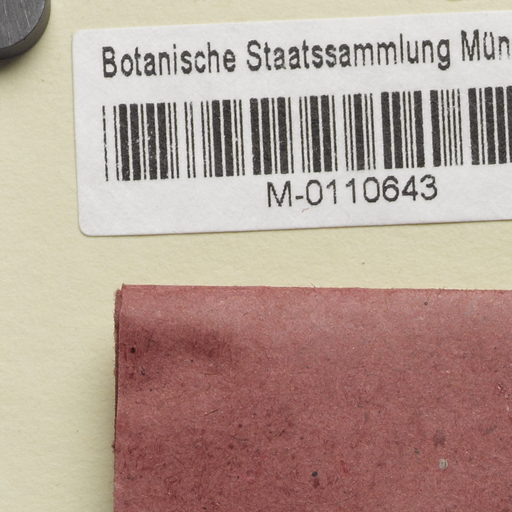 Botanische Staatssammlung Mün
M-0110643